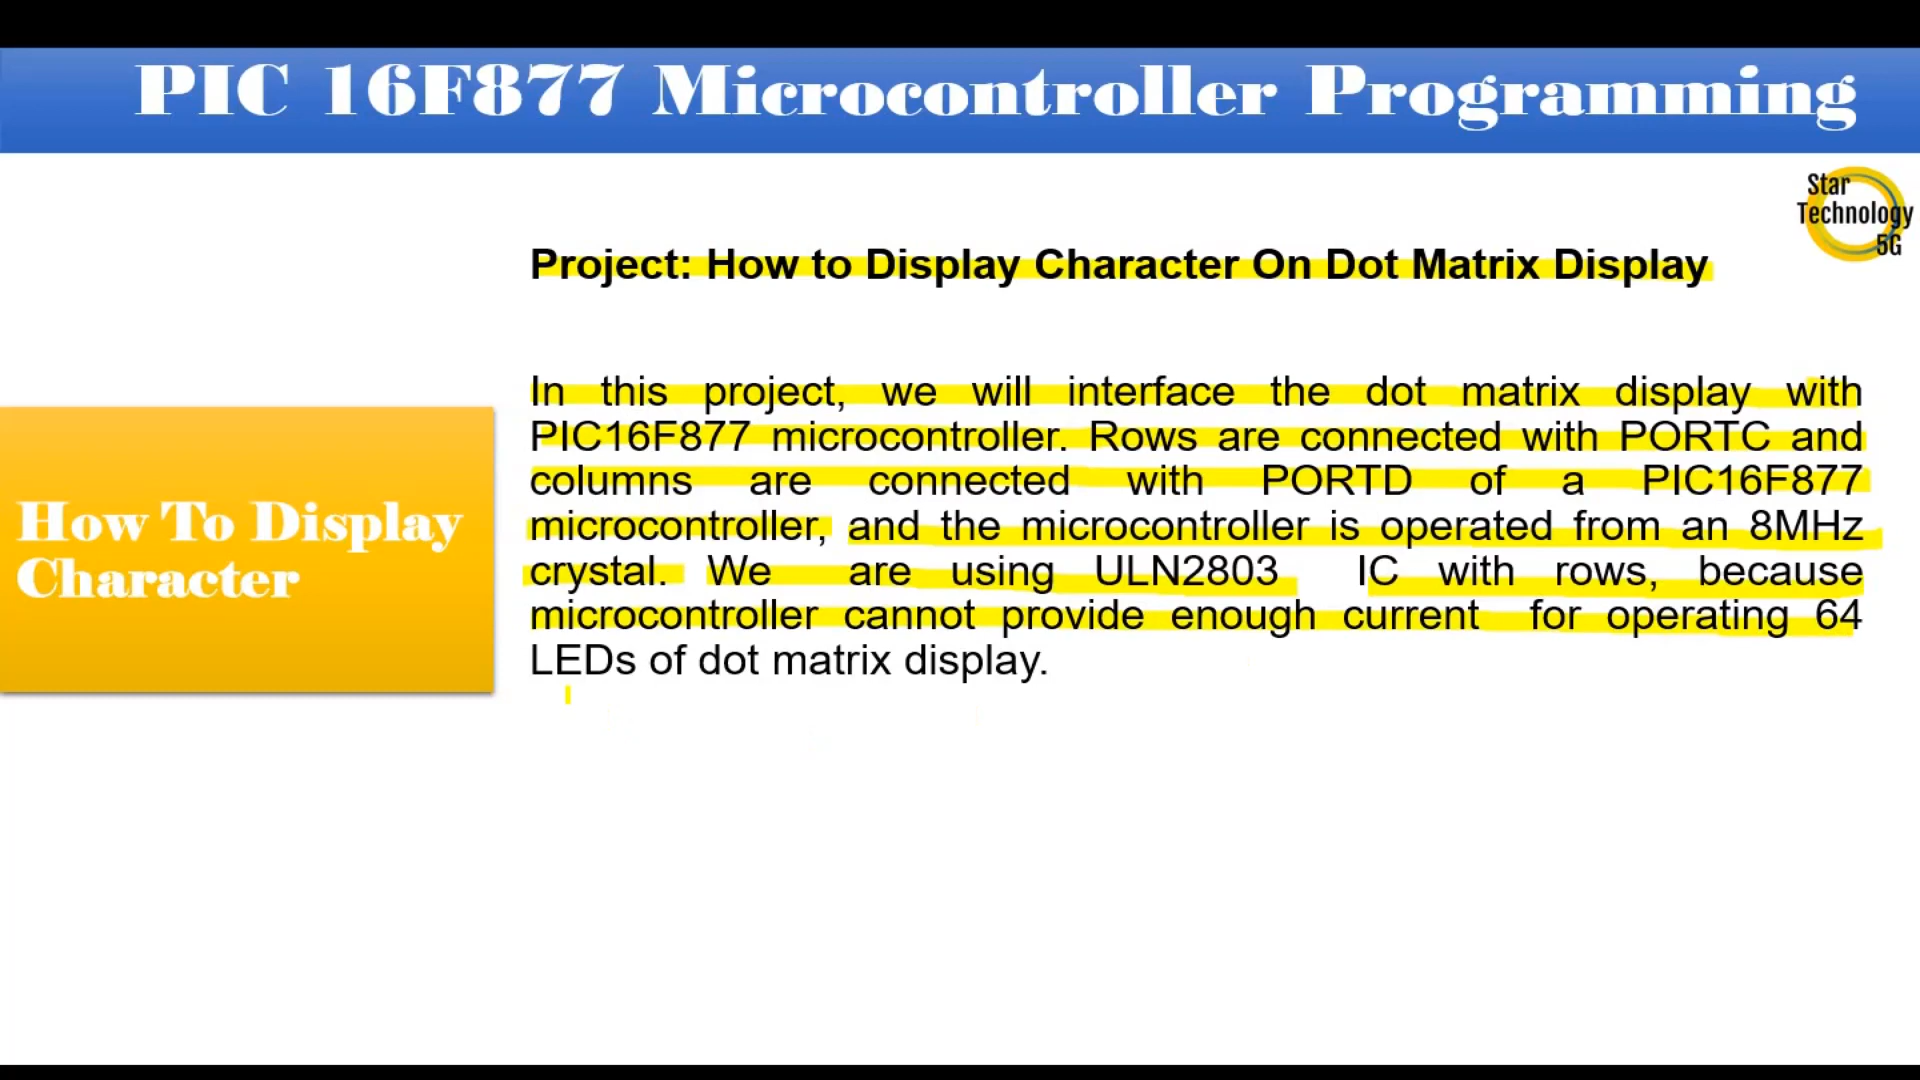 PIC 16F877 Microcontroller Programming
Star
Technology
5G
Project: How to Display Character On Dot Matrix Display
In this project, we will interface the dot matrix display with
PIC16F877 microcontroller. Rows are connected with PORTC and
columns are connected with PORTD of a PIC16F877
microcontroller, and the microcontroller is operated from an 8MHz
crystal. We are using ULN2803 IC with rows, because
microcontroller cannot provide enough current for operating 64
LEDs of dot matrix display.
How To Display
Character